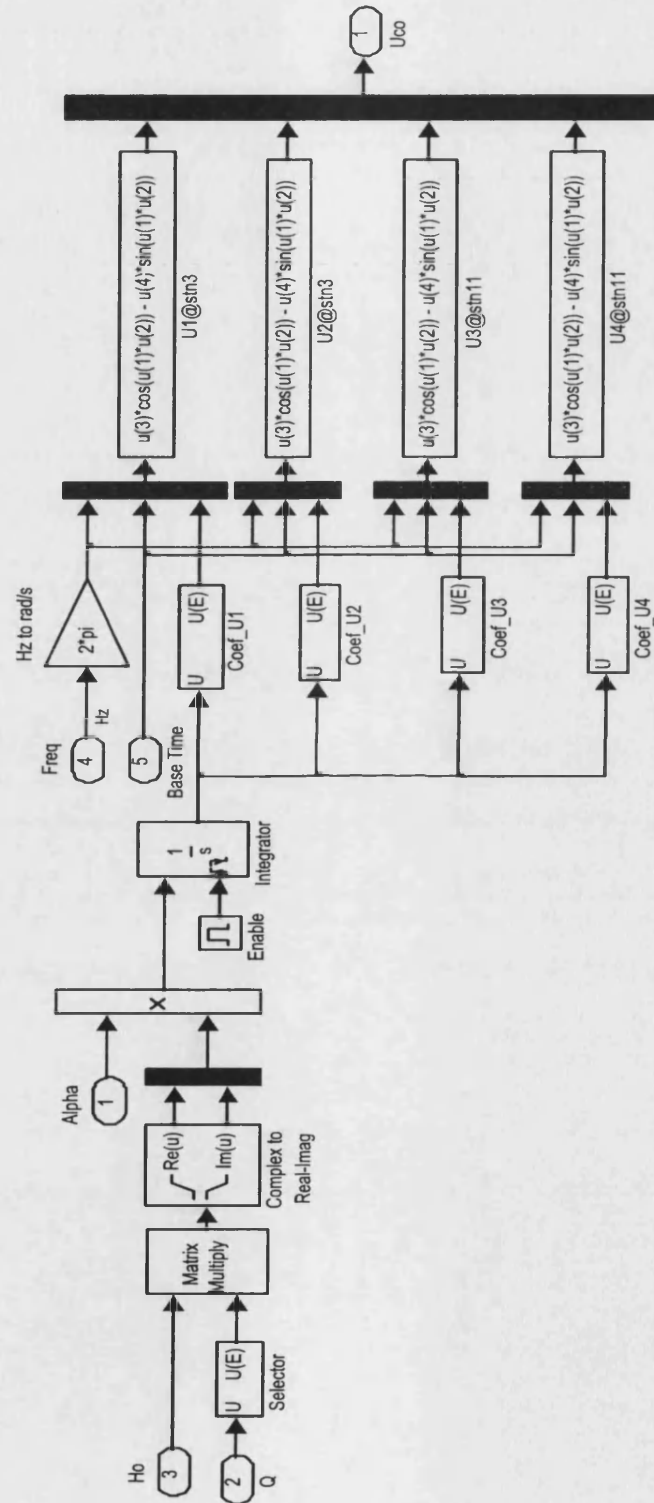 Ho
3
2
Q
U U(E)
Selector
Matrix
Multiply
Re(u)
Im(u)
Complex to
Real-Imag
Alpha
1
X
Enable
1
s
Integrator
Freq
4
Hz
5
Base Time
Hz to rad/s
2*pi
U U(E)
Coef_U1
U U(E)
Coef_U2
U U(E)
Coef_U3
U U(E)
Coef_U4
u(3)*cos(u(1)*u(2)) - u(4)*sin(u(1)*u(2))
U1@stn3
u(3)*cos(u(1)*u(2)) - u(4)*sin(u(1)*u(2))
U2@stn3
u(3)*cos(u(1)*u(2)) - u(4)*sin(u(1)*u(2))
U3@stn11
u(3)*cos(u(1)*u(2)) - u(4)*sin(u(1)*u(2))
U4@stn11
1
Uco